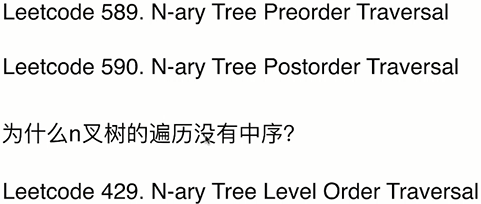 Leetcode 589. N-ary Tree Preorder Traversal
Leetcode 590. N-ary Tree Postorder Traversal
为什么n叉树的遍历没有中序?
Leetcode 429. N-ary Tree Level Order Traversal